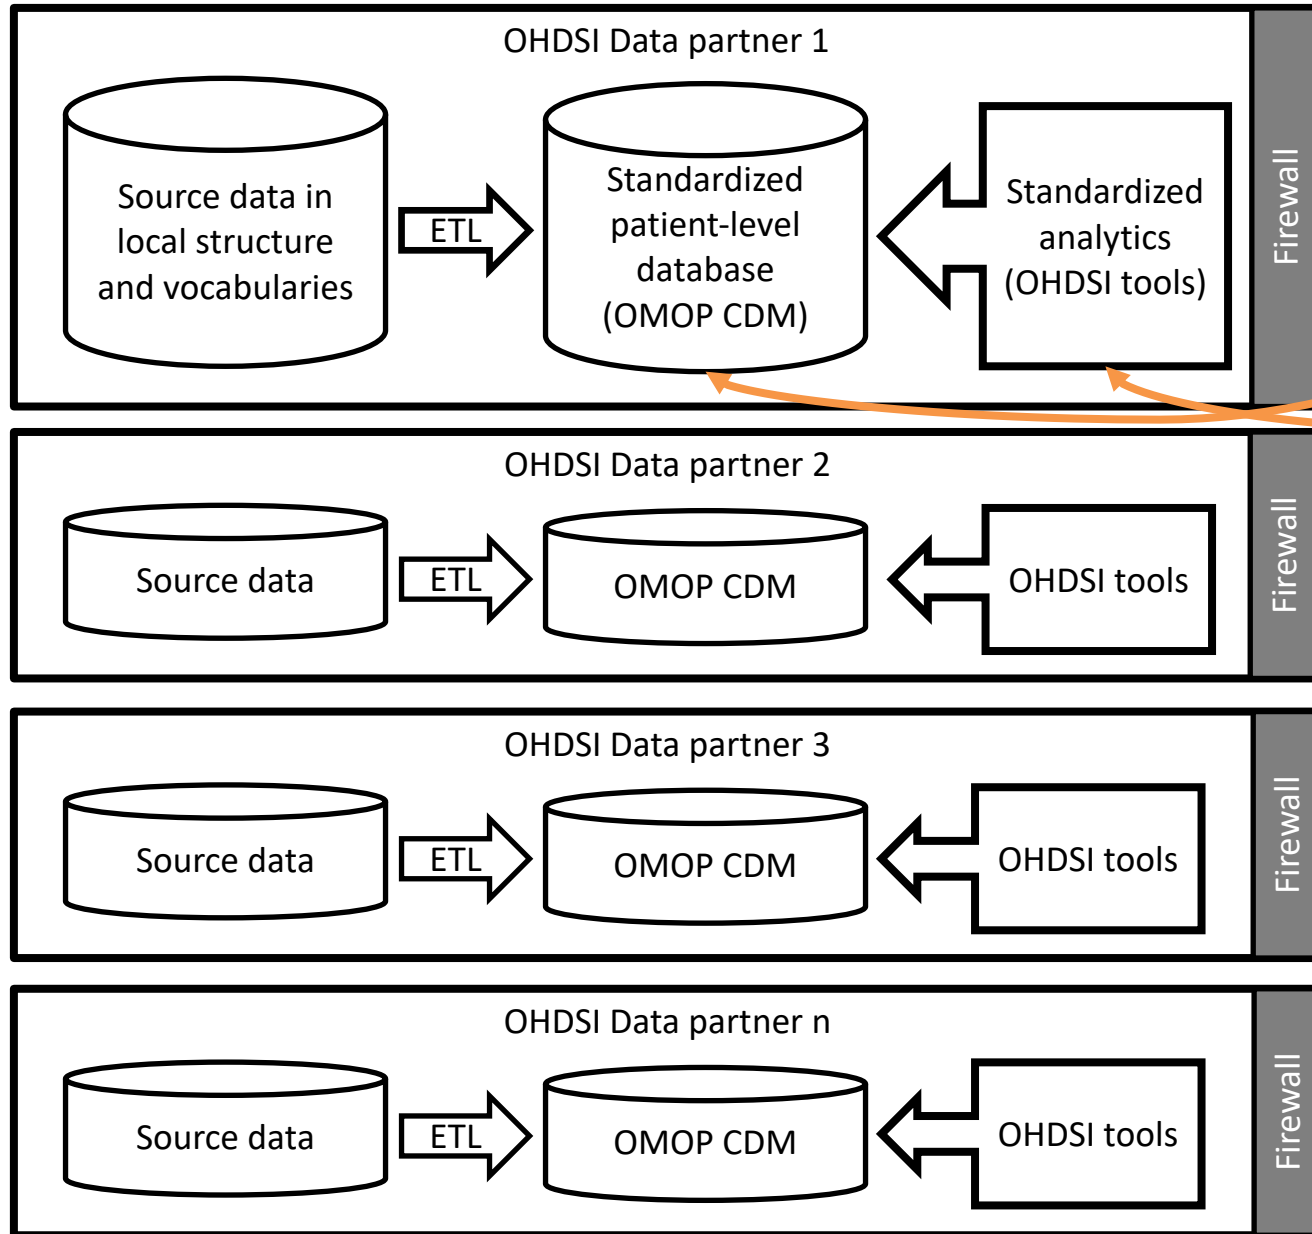 OHDSI Data partner 1
Source data in
local structure
and vocabularies
ETL
Standardized
patient-level
database
(OMOP CDM)
Standardized
analytics
(OHDSI tools)
Firewall
OHDSI Data partner 2
Source data
ETL
OMOP CDM
OHDSI tools
Firewall
OHDSI Data partner 3
Source data
ETL
OMOP CDM
OHDSI tools
Firewall
OHDSI Data partner n
Source data
ETL
OMOP CDM
OHDSI tools
Firewall